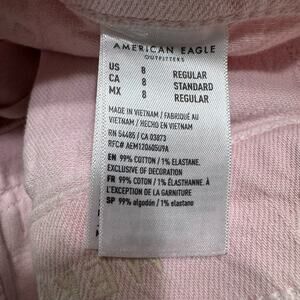 AMERICAN EAGLE
OUTFITTERS
US 8 REGULAR
CA 8 STANDARD
MX 8 REGULAR
MADE IN VIETNAM / FABRIQUÉ AU
VIETNAM / HECHO EN VIETNAM
RN 54485 / CA 03873
RFC# AEM120605U9A
EN 99% COTTON / 1% ELASTANE.
EXCLUSIVE OF DECORATION
FR 99% COTON / 1% ÉLASTHANNE. À
L'EXCEPTION DE LA GARNITURE
SP 99% algodón / 1% elastano